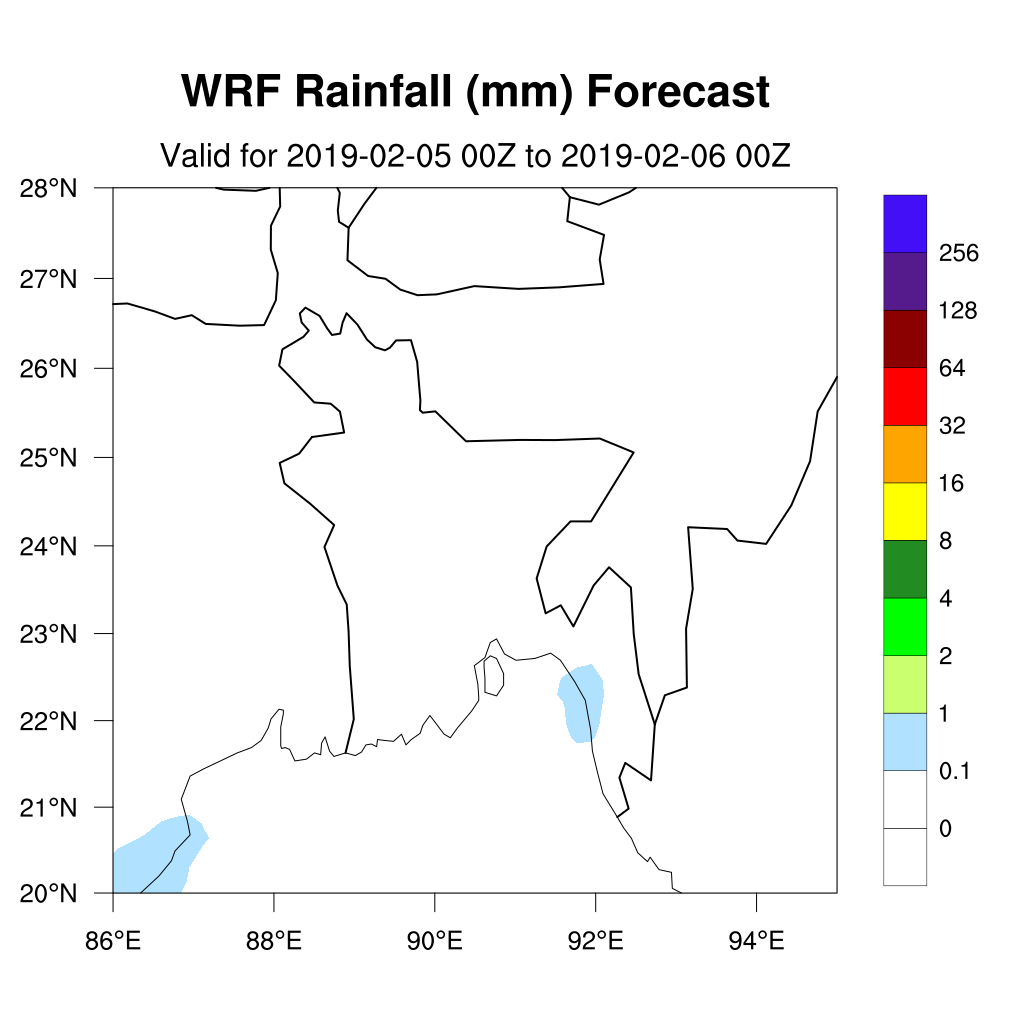 WRF Rainfall (mm) Forecast
Valid for 2019-02-05 00Z to 2019-02-06 00Z
28°N
27°N
26°N
25°N
24°N
23°N
22°N
21°N
20°N
86°E
88°E
90°E
92°E
94°E
256
128
64
32
16
8
4
2
1
0.1
0